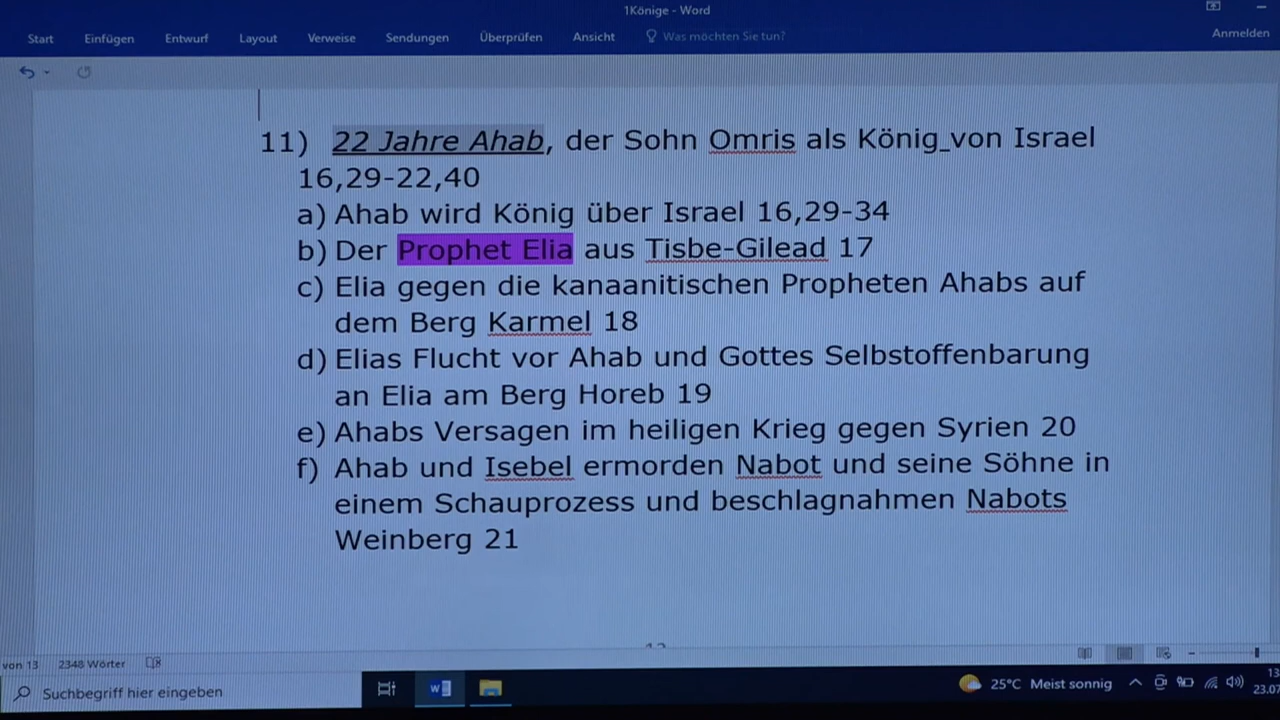 1Könige - Word
Start Einfügen Entwurf Layout Verweise Sendungen Überprüfen Ansicht Was möchten Sie tun? Anmelden
11) 22 Jahre Ahab, der Sohn Omris als König_von Israel
16,29-22,40
a) Ahab wird König über Israel 16,29-34
b) Der Prophet Elia aus Tisbe-Gilead 17
c) Elia gegen die kanaanitischen Propheten Ahabs auf
dem Berg Karmel 18
d) Elias Flucht vor Ahab und Gottes Selbstoffenbarung
an Elia am Berg Horeb 19
e) Ahabs Versagen im heiligen Krieg gegen Syrien 20
f) Ahab und Isebel ermorden Nabot und seine Söhne in
einem Schauprozess und beschlagnahmen Nabots
Weinberg 21
von 13 2348 Wörter
Suchbegriff hier eingeben 25°C Meist sonnig